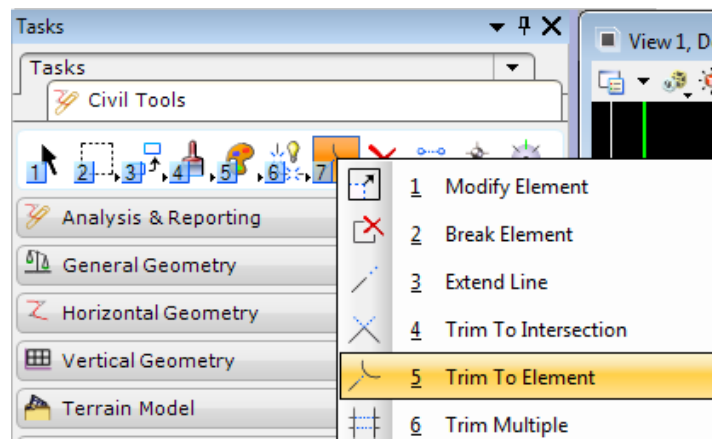 Tasks
View 1, D
Tasks
Civil Tools
1 2 3 4 5 6 7
1 Modify Element
Analysis & Reporting
2 Break Element
General Geometry
3 Extend Line
Horizontal Geometry
4 Trim To Intersection
Vertical Geometry
5 Trim To Element
Terrain Model
6 Trim Multiple